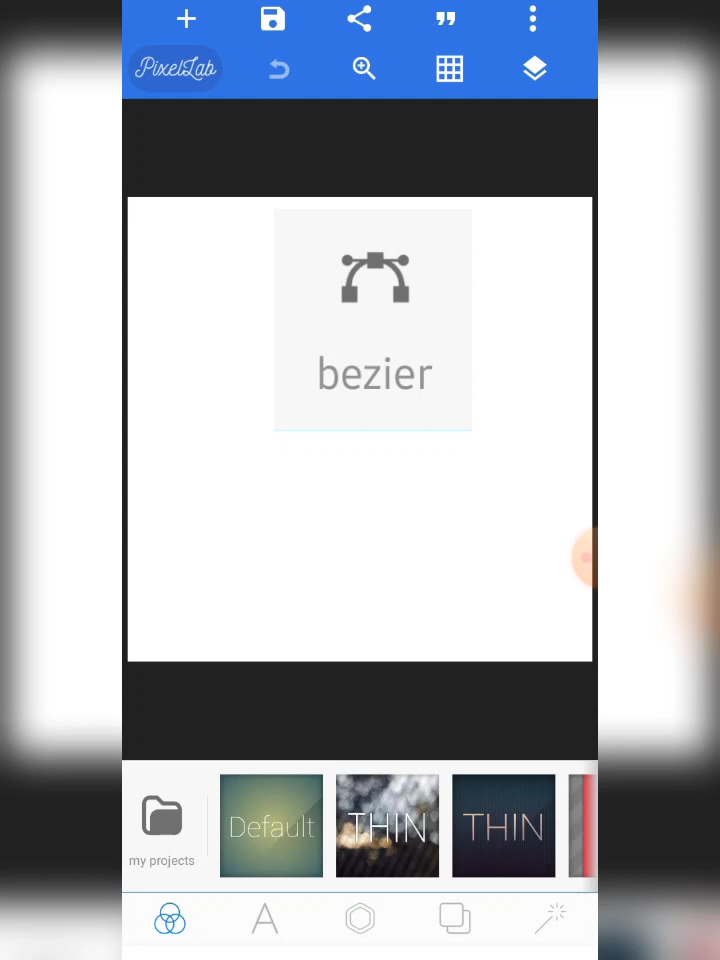 PixelLab
bezier
my projects
Default
THIN
THIN